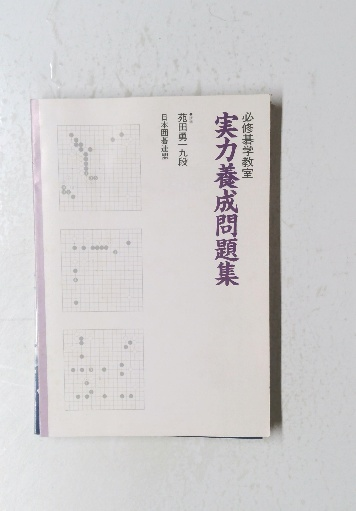 必修碁学教室
実力養成問題集
苑田勇一九段
日本囲碁連盟